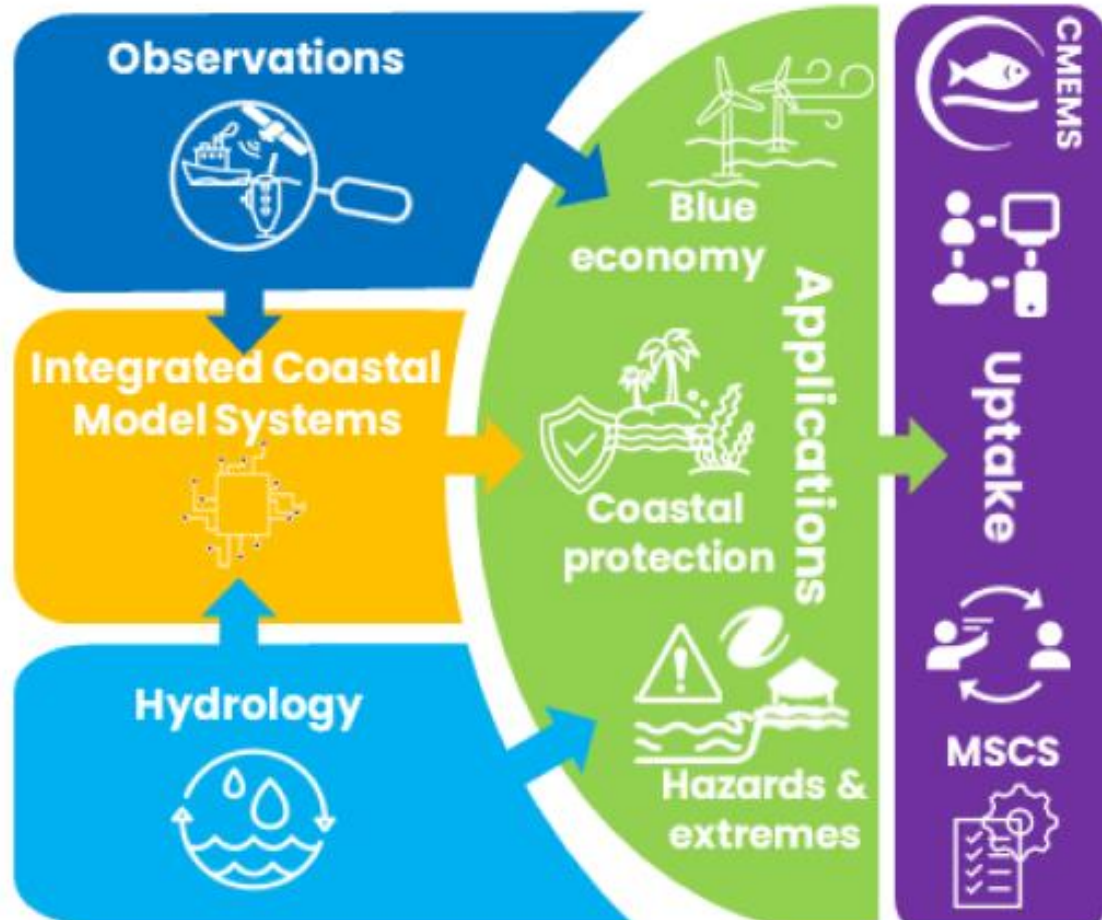 Observations
Integrated Coastal
Model Systems
Hydrology
Blue
economy
Coastal
protection
Hazards &
extremes
Applications
CMEMS
Uptake
MSCS